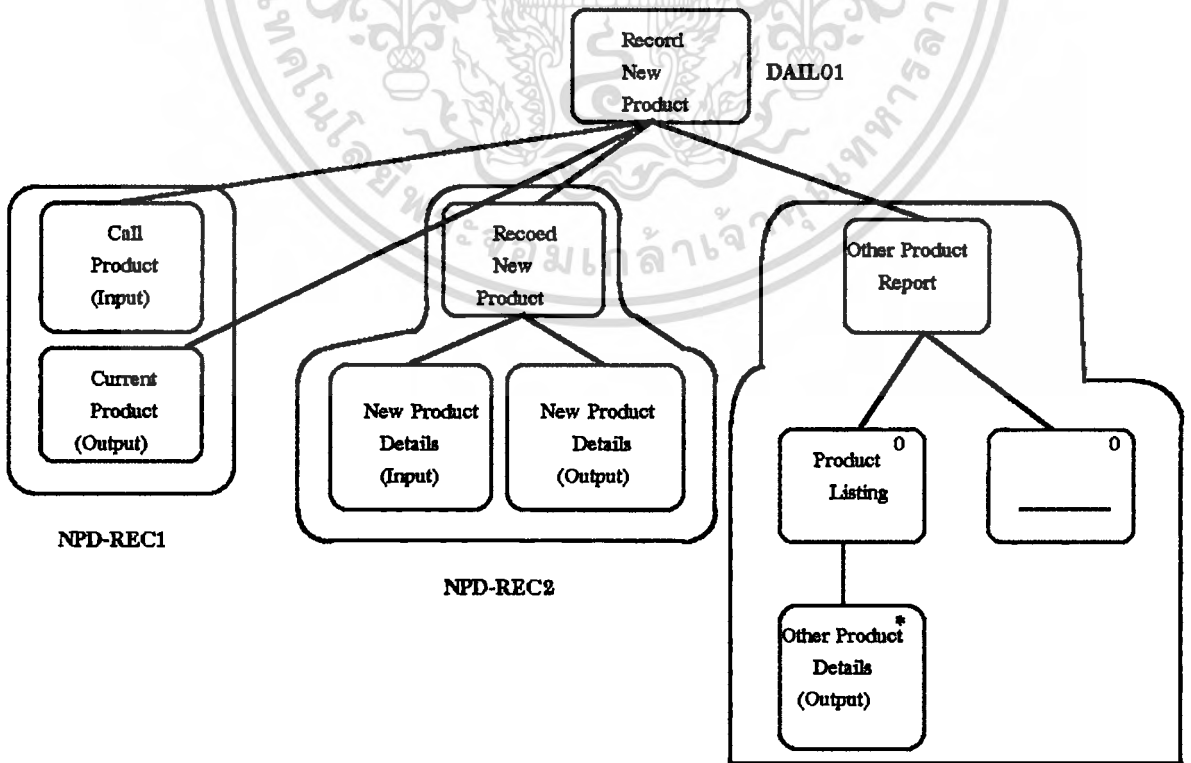 Record
New
Product
DAIL01
Call
Product
(Input)
Current
Product
(Output)
NPD-REC1
Recoed
New
Product
New Product
Details
(Input)
New Product
Details
(Output)
NPD-REC2
Other Product
Report
Product 0
Listing
0
Other Product *
Details
(Output)